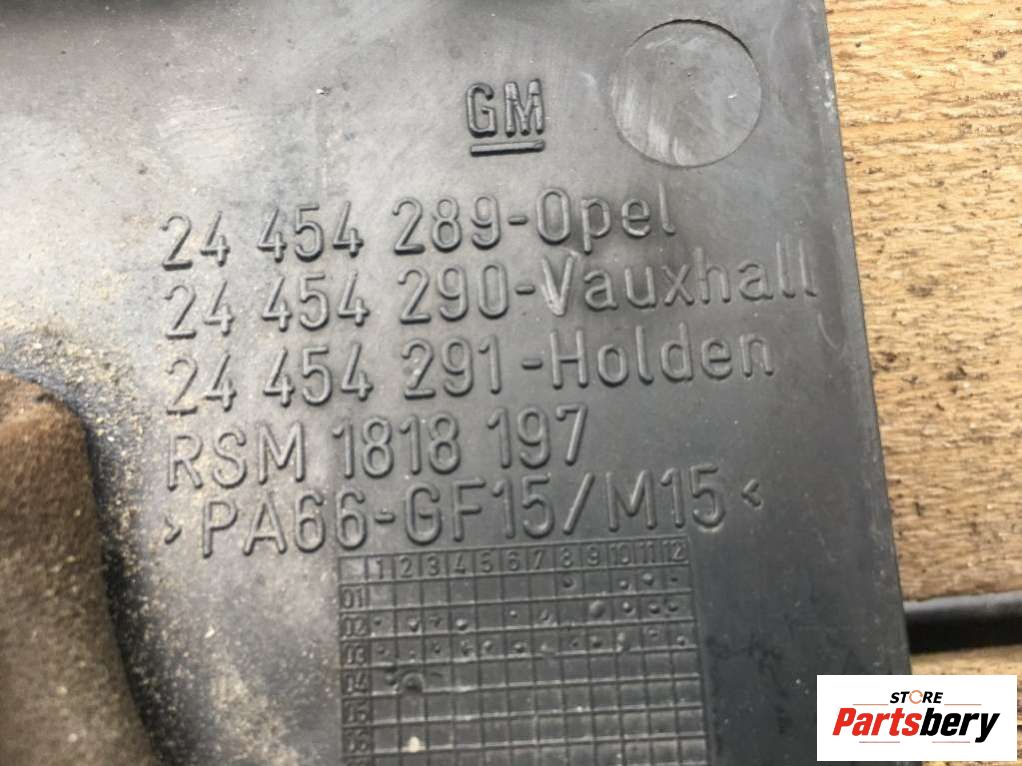 GM
24 454 289-Opel
24 454 290-Vauxhall
24 454 291-Holden
RSM 1818 197
>PA66-GF15/M15<
1 2 3 4 5 6 7 8 9 10 11 12
01
02
03
04
05
06
STORE
Partsbery